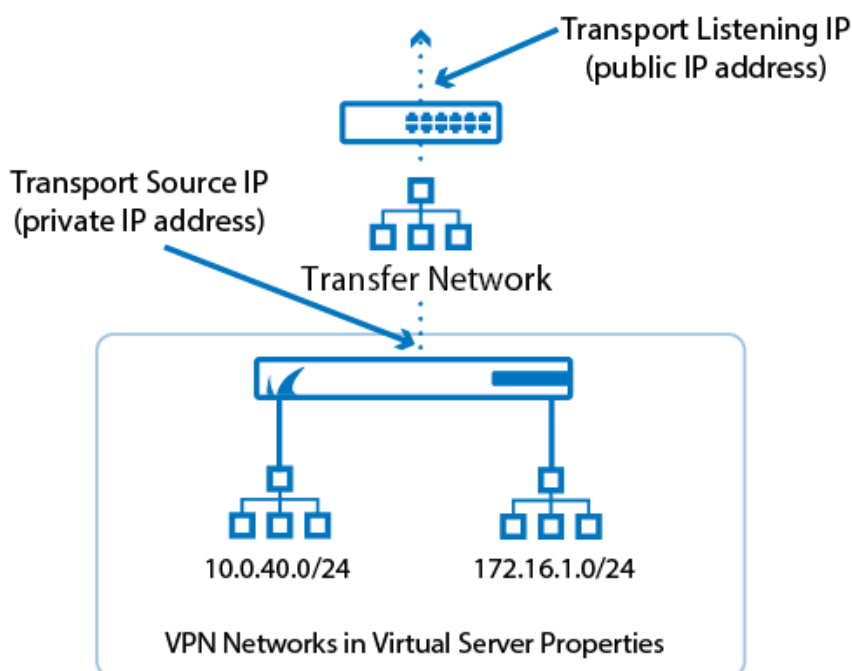 Transport Listening IP
(public IP address)
Transport Source IP
(private IP address)
Transfer Network
10.0.40.0/24
172.16.1.0/24
VPN Networks in Virtual Server Properties